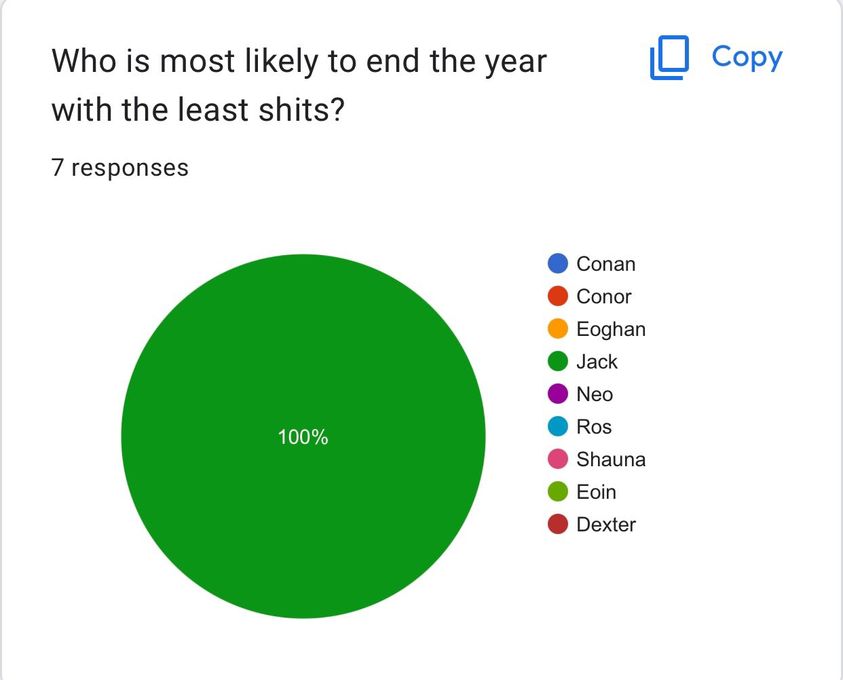 Who is most likely to end the year
with the least shits?
Copy
7 responses
100%
Conan
Conor
Eoghan
Jack
Neo
Ros
Shauna
Eoin
Dexter